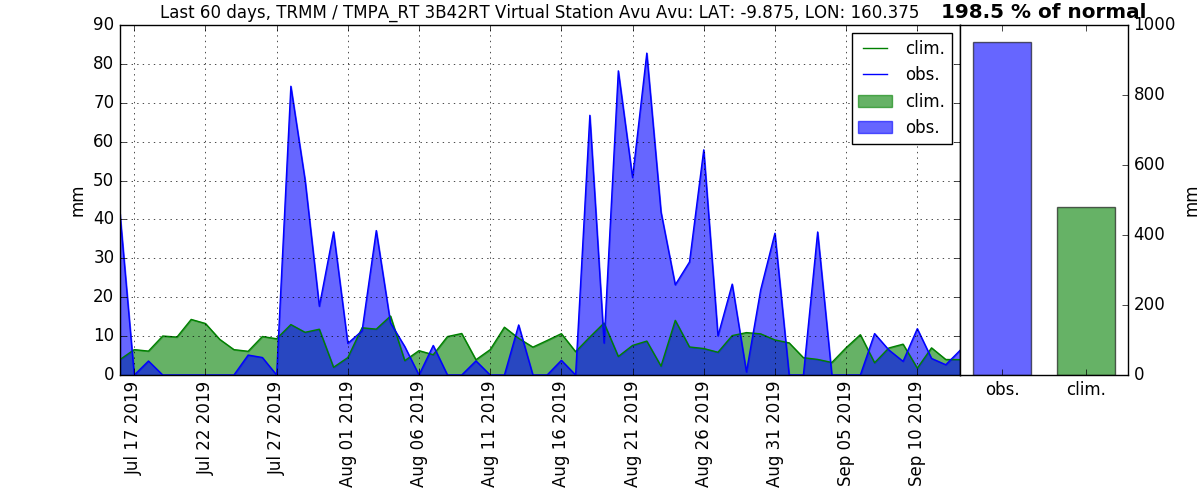 Last 60 days, TRMM / TMPA_RT 3B42RT Virtual Station Avu Avu: LAT: -9.875, LON: 160.375
198.5 % of normal
90
80
70
60
50
40
30
20
10
0
mm
clim.
obs.
clim.
obs.
Jul 17 2019
Jul 22 2019
Jul 27 2019
Aug 01 2019
Aug 06 2019
Aug 11 2019
Aug 16 2019
Aug 21 2019
Aug 26 2019
Aug 31 2019
Sep 05 2019
Sep 10 2019
1000
800
600
400
200
0
mm
obs.
clim.